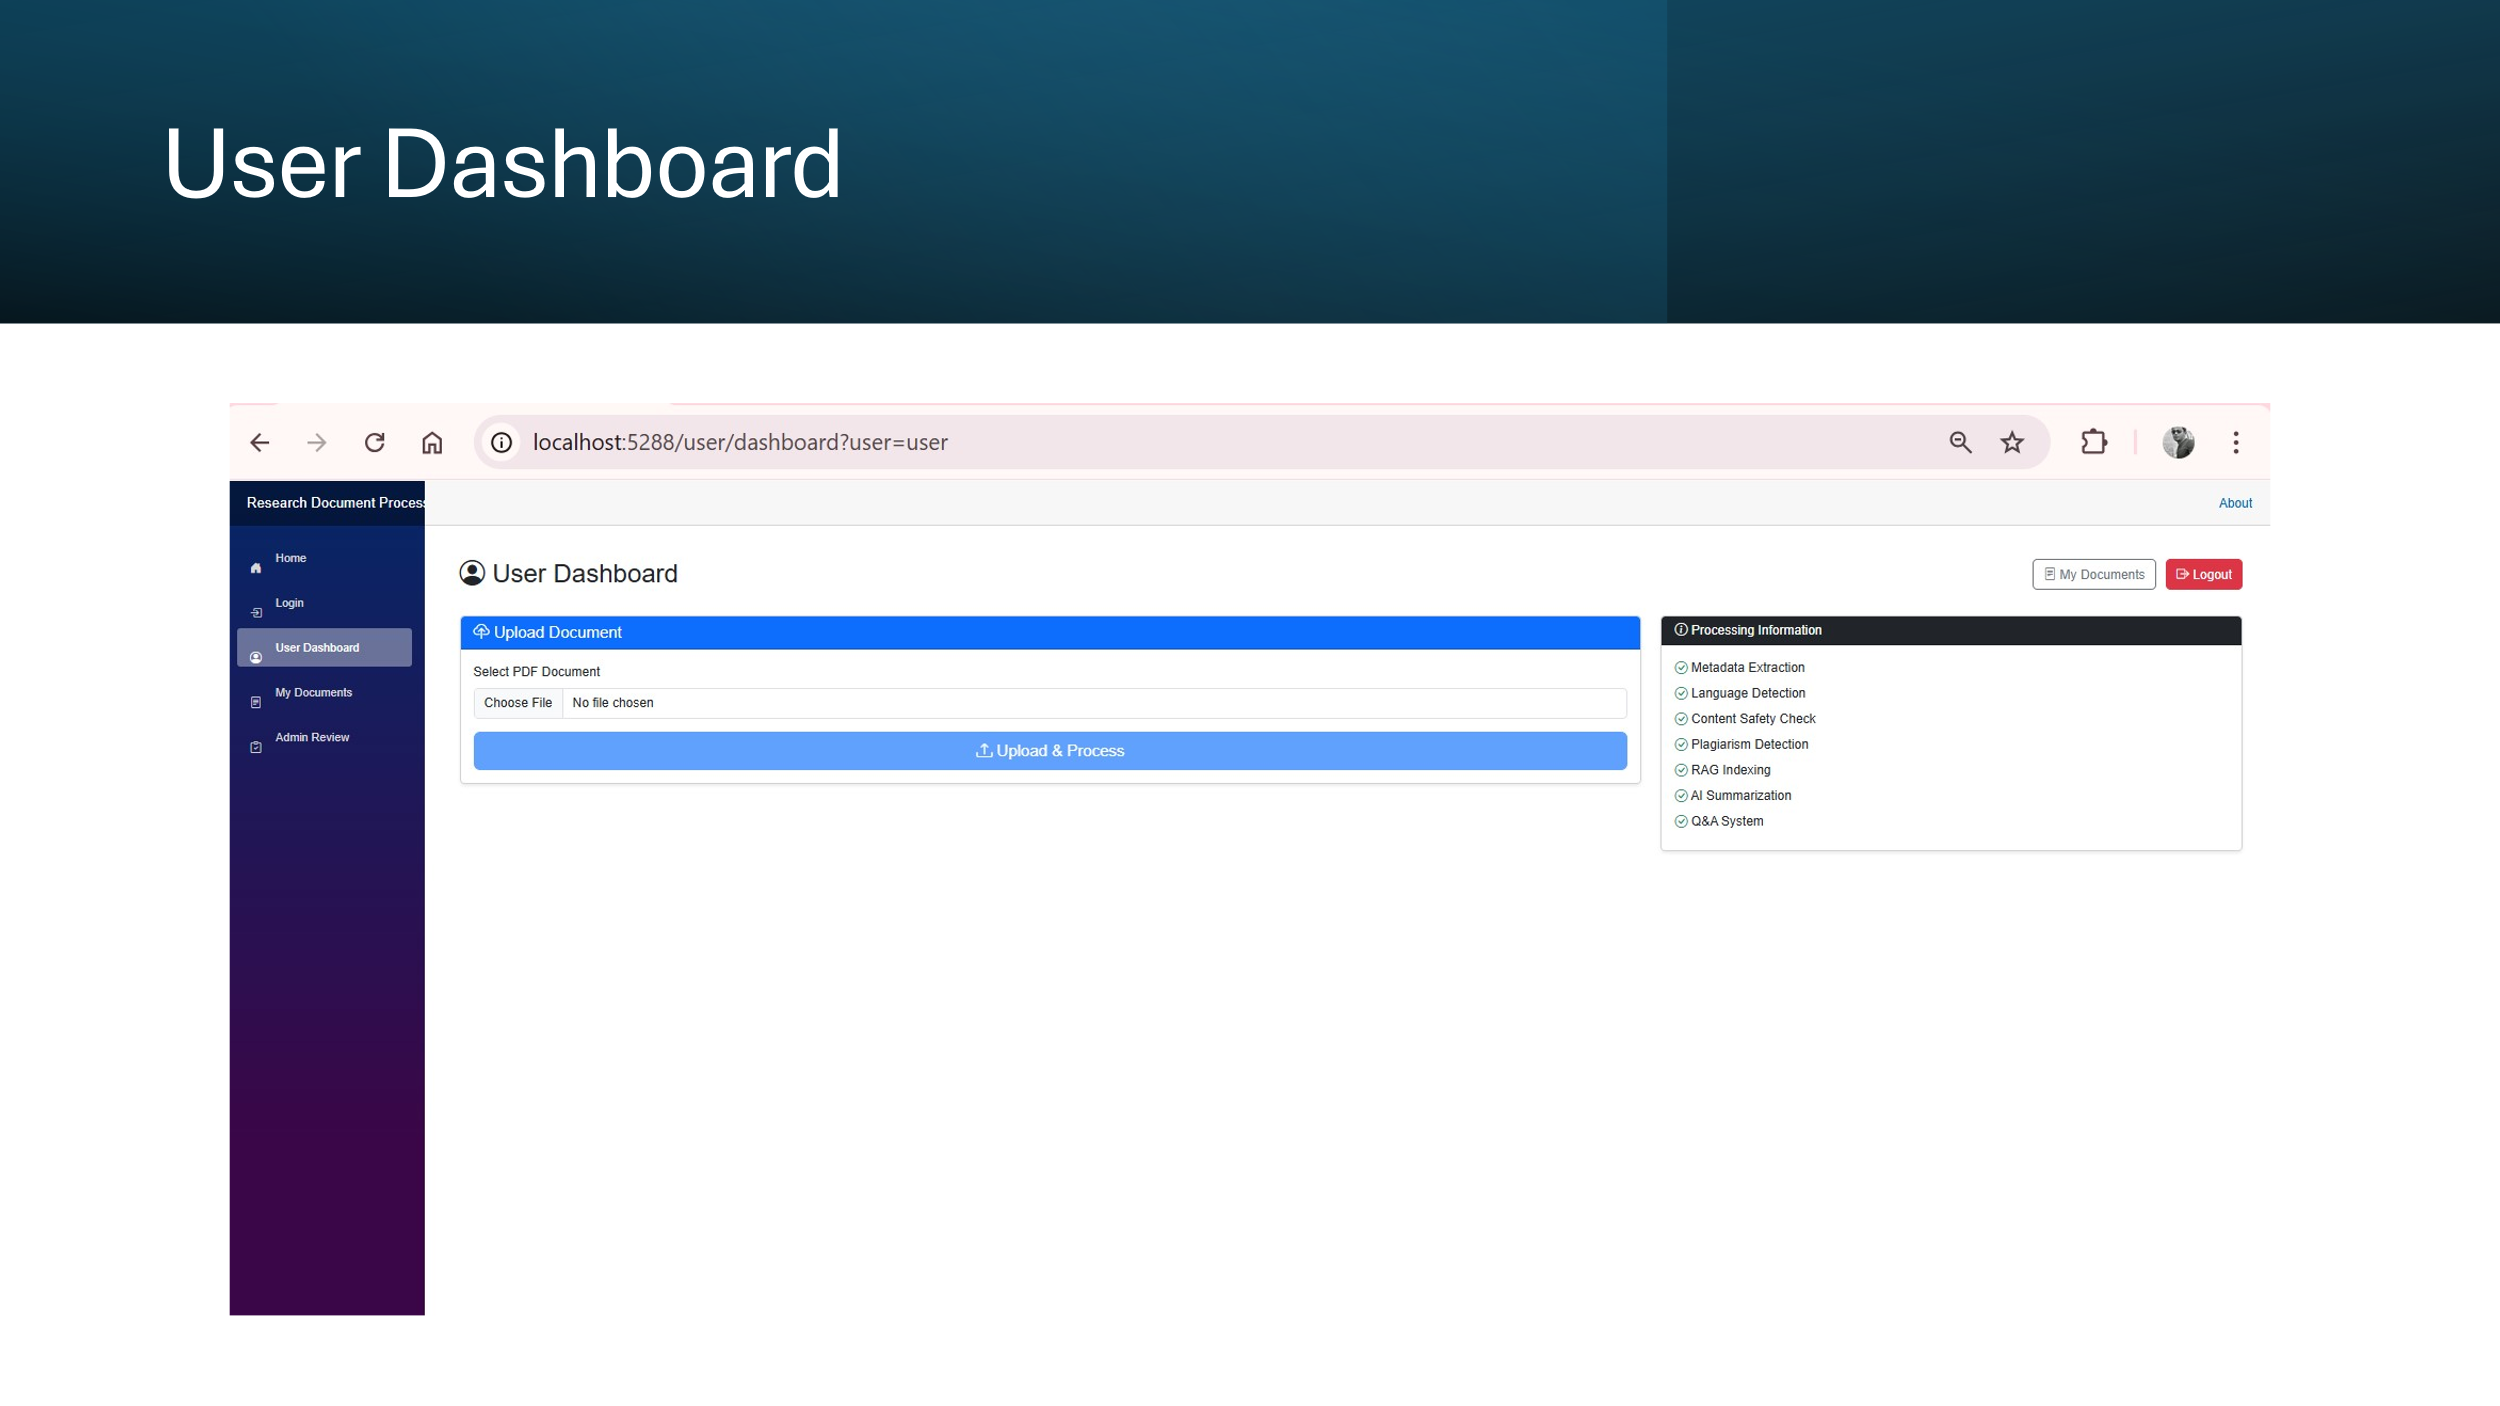 User Dashboard
localhost:5288/user/dashboard?user=user
Research Document Process
About
Home
Login
User Dashboard
My Documents
Admin Review
User Dashboard
My Documents
Logout
Upload Document
Select PDF Document
Choose File No file chosen
Upload & Process
Processing Information
Metadata Extraction
Language Detection
Content Safety Check
Plagiarism Detection
RAG Indexing
AI Summarization
Q&A System